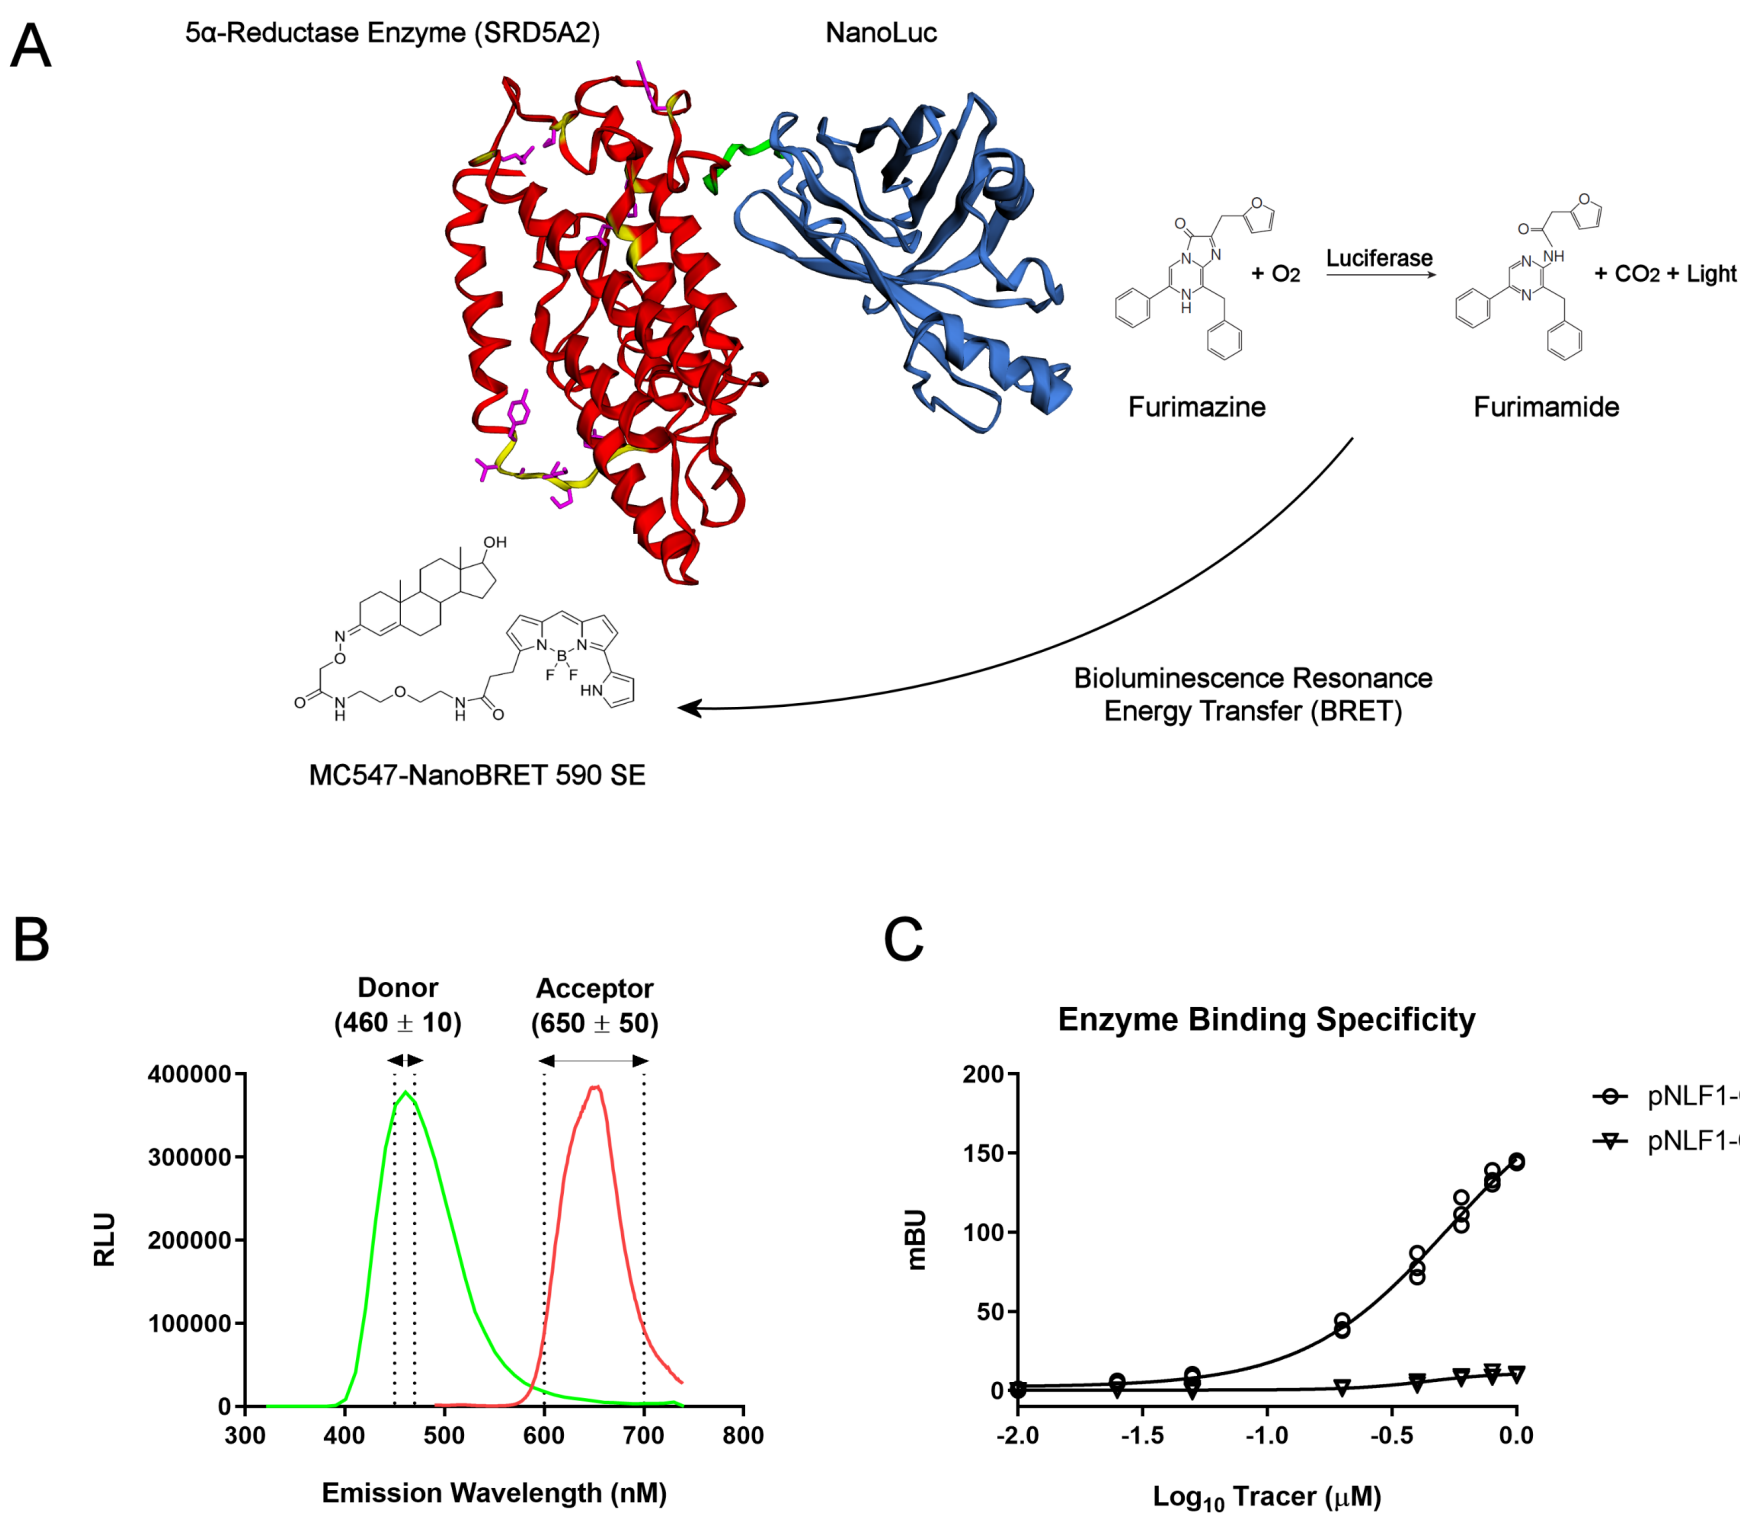 A
5α-Reductase Enzyme (SRD5A2)
NanoLuc
O
O
N
N
N
H
+ O2
Luciferase
O
O
NH
N
N
+ CO2 + Light
Furimazine
Furimamide
OH
N
O
O
N
H
O
N
H
O
N
B
N
F
F
HN
MC547-NanoBRET 590 SE
Bioluminescence Resonance
Energy Transfer (BRET)
B
Donor
(460 ± 10)
Acceptor
(650 ± 50)
400000
300000
200000
100000
0
RLU
300 400 500 600 700 800
Emission Wavelength (nM)
C
Enzyme Binding Specificity
200
150
100
50
0
mBU
-2.0 -1.5 -1.0 -0.5 0.0
Log10 Tracer (μM)
pNLF1-
pNLF1-